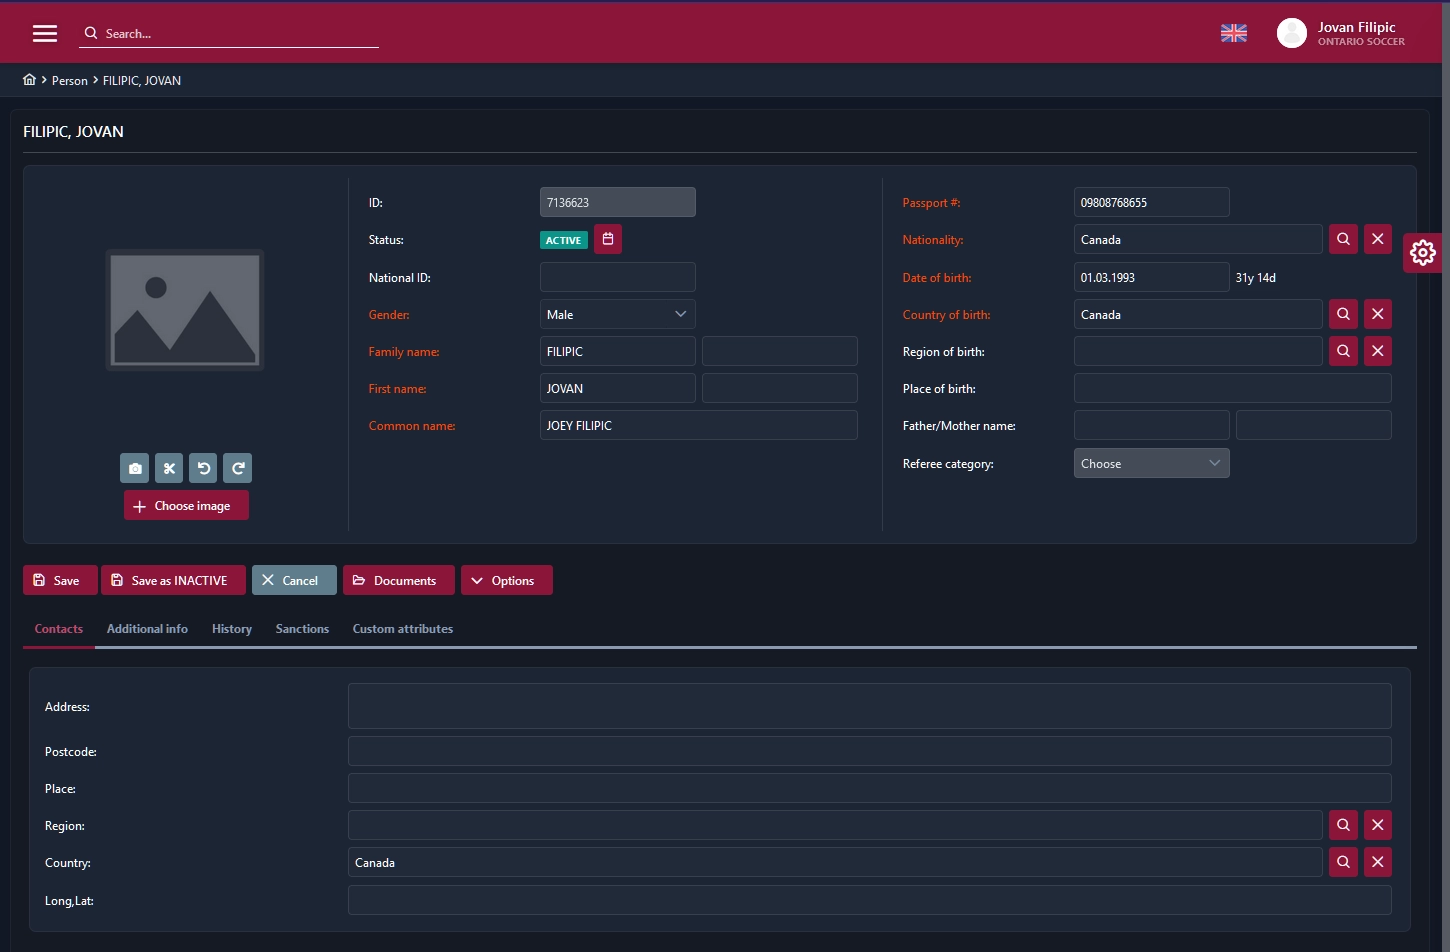 Search...
Jovan Filipic
ONTARIO SOCCER
Person FILIPIC, JOVAN
FILIPIC, JOVAN
ID: 7136623
Status: ACTIVE
National ID:
Gender: Male
Family name: FILIPIC
First name: JOVAN
Common name: JOEY FILIPIC
Passport #: 09808768655
Nationality: Canada
Date of birth: 01.03.1993 31y 14d
Country of birth: Canada
Region of birth:
Place of birth:
Father/Mother name:
Referee category: Choose
Choose image
Save Save as INACTIVE Cancel Documents Options
Contacts Additional info History Sanctions Custom attributes
Address:
Postcode:
Place:
Region:
Country: Canada
Long,Lat: